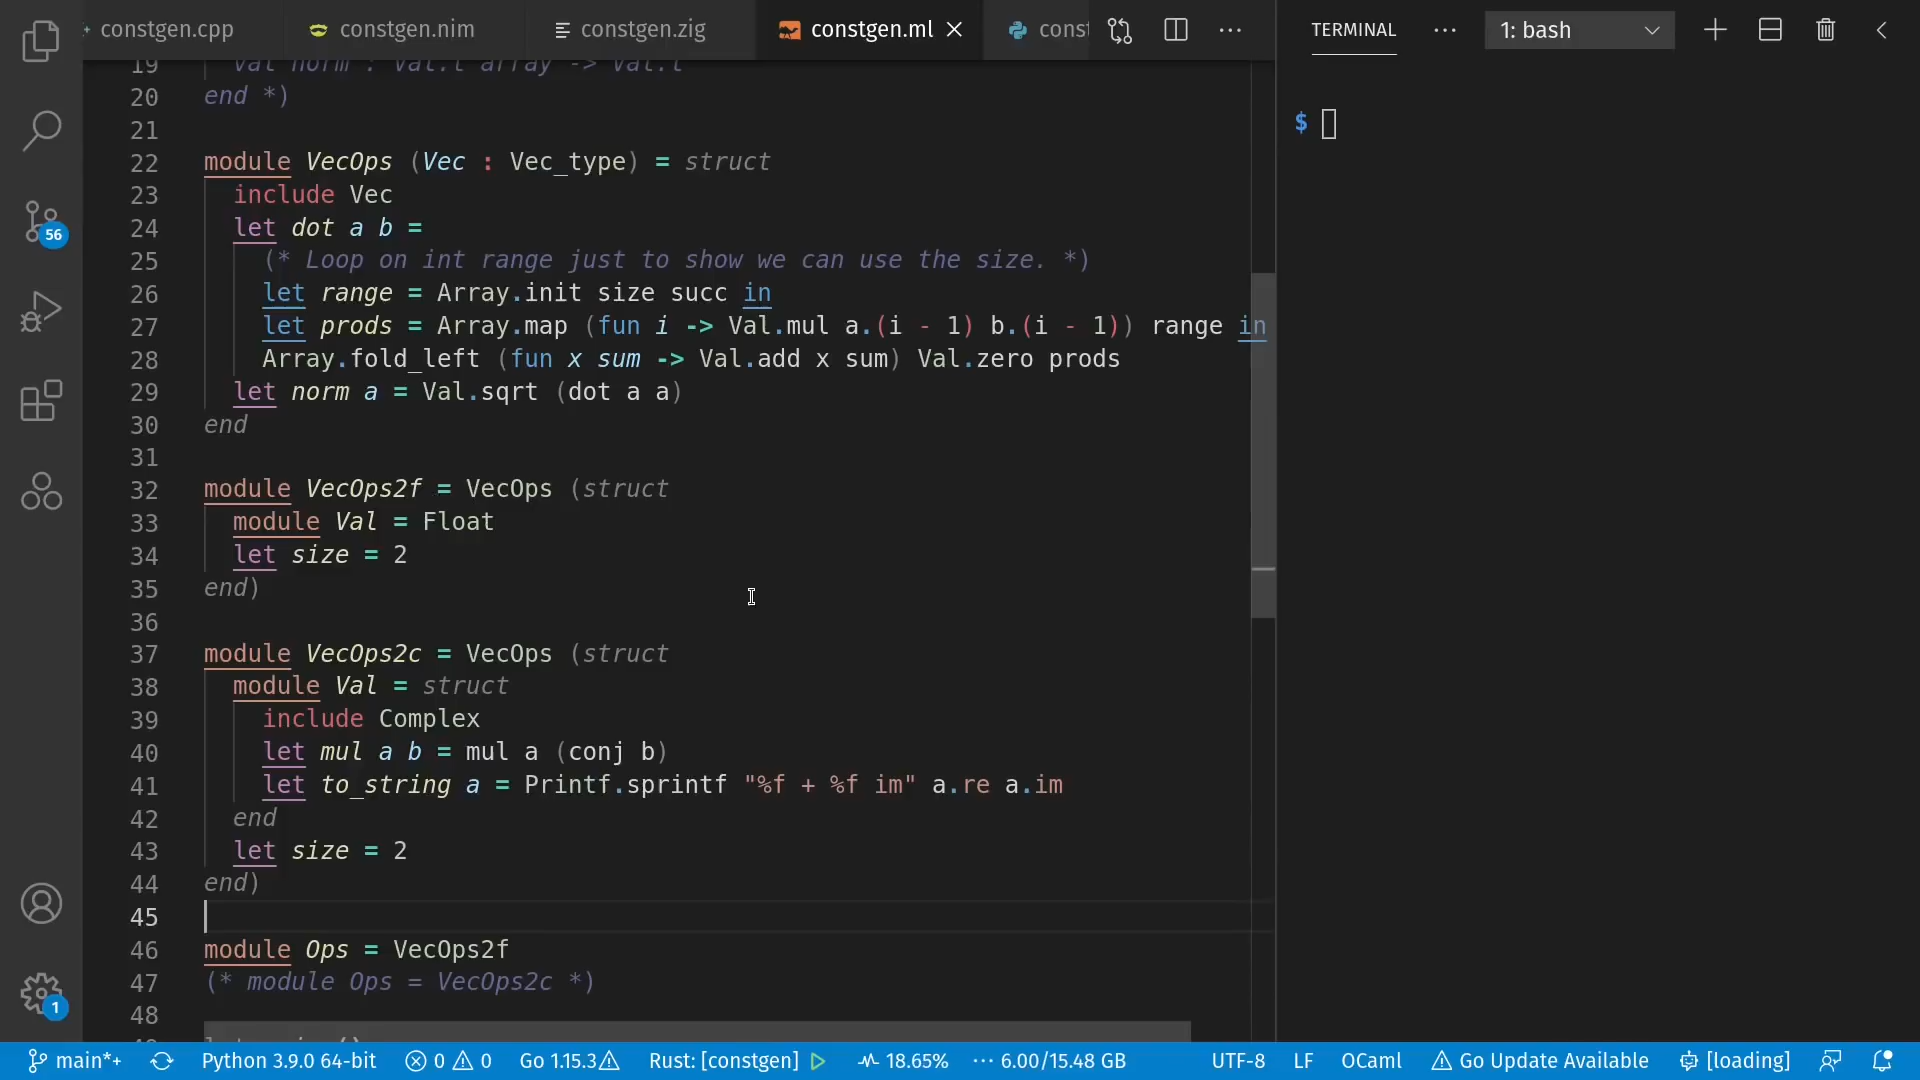 constgen.cpp constgen.nim constgen.zig constgen.ml const TERMINAL 1: bash
19 val norm : Val.t array -> Val.t
20 end *)
21
22 module VecOps (Vec : Vec_type) = struct
23 include Vec
24 let dot a b =
25 (* Loop on int range just to show we can use the size. *)
26 let range = Array.init size succ in
27 let prods = Array.map (fun i -> Val.mul a.(i - 1) b.(i - 1)) range in
28 Array.fold_left (fun x sum -> Val.add x sum) Val.zero prods
29 let norm a = Val.sqrt (dot a a)
30 end
31
32 module VecOps2f = VecOps (struct
33 module Val = Float
34 let size = 2
35 end)
36
37 module VecOps2c = VecOps (struct
38 module Val = struct
39 include Complex
40 let mul a b = mul a (conj b)
41 let to_string a = Printf.sprintf "%f + %f im" a.re a.im
42 end
43 let size = 2
44 end)
45
46 module Ops = VecOps2f
47 (* module Ops = VecOps2c *)
48
$
56
1
main*+ Python 3.9.0 64-bit 0 0 Go 1.15.3 Rust: [constgen] 18.65% 6.00/15.48 GB UTF-8 LF OCaml Go Update Available [loading]